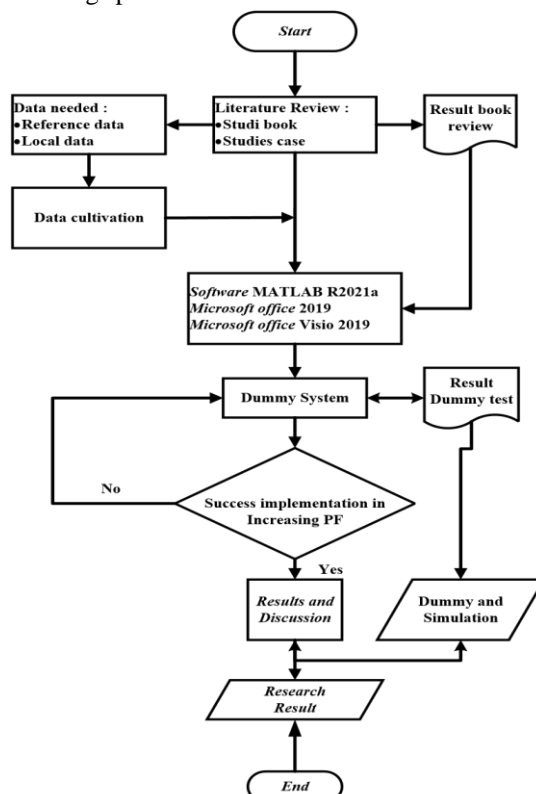 Start
Data needed :
•Reference data
•Local data
Literature Review :
•Studi book
•Studies case
Result book
review
Data cultivation
Software MATLAB R2021a
Microsoft office 2019
Microsoft office Visio 2019
Dummy System
Result
Dummy test
No
Success implementation in
Increasing PF
Yes
Results and
Discussion
Dummy and
Simulation
Research
Result
End